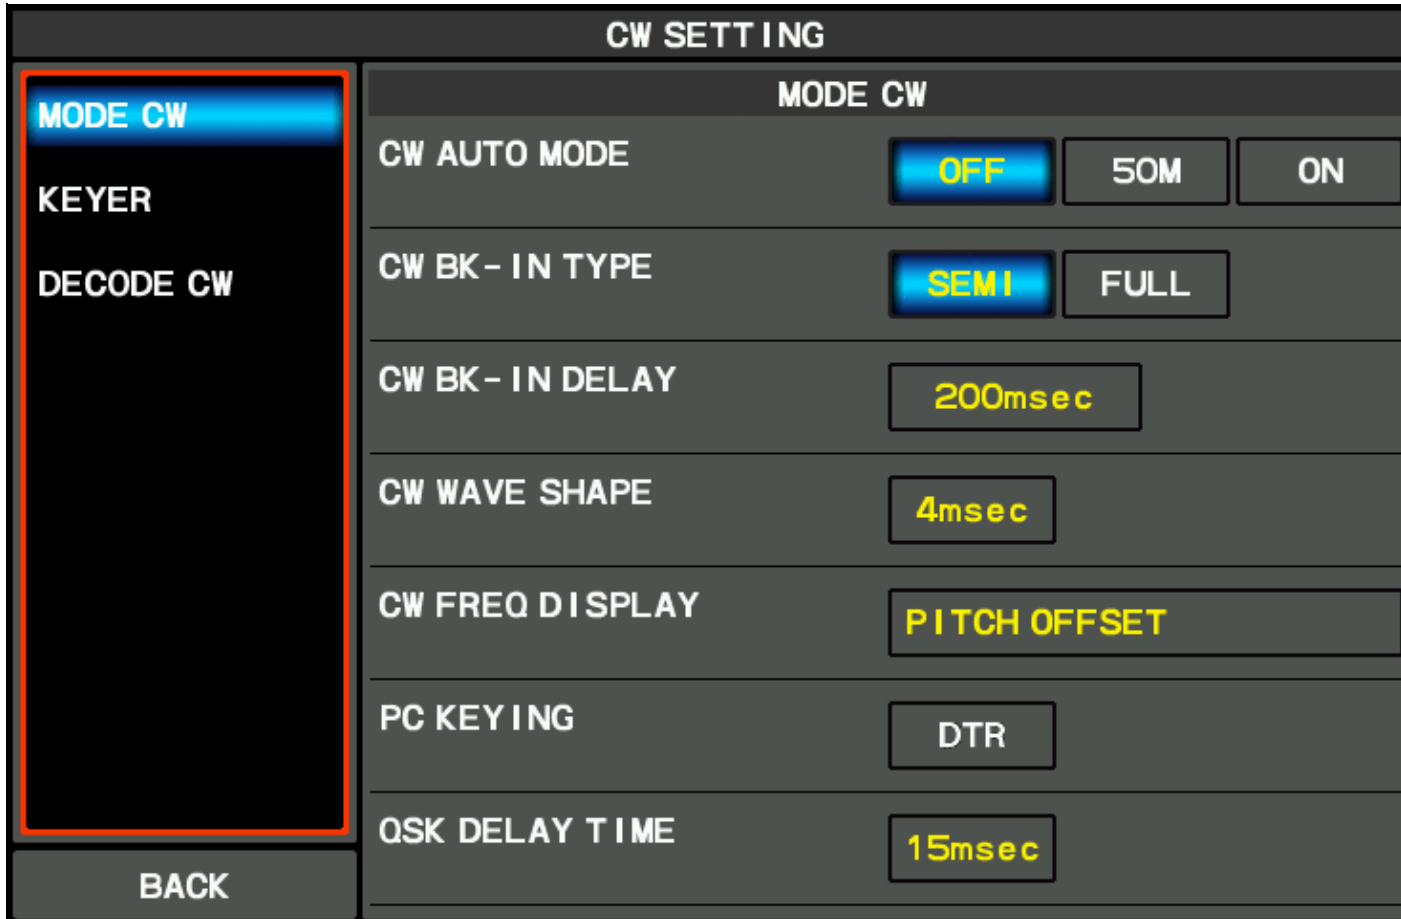 CW SETTING
MODE CW
KEYER
DECODE CW
BACK
MODE CW
CW AUTO MODE OFF 50M ON
CW BK-IN TYPE SEMI FULL
CW BK-IN DELAY 200msec
CW WAVE SHAPE 4msec
CW FREQ DISPLAY PITCH OFFSET
PC KEYING DTR
QSK DELAY TIME 15msec